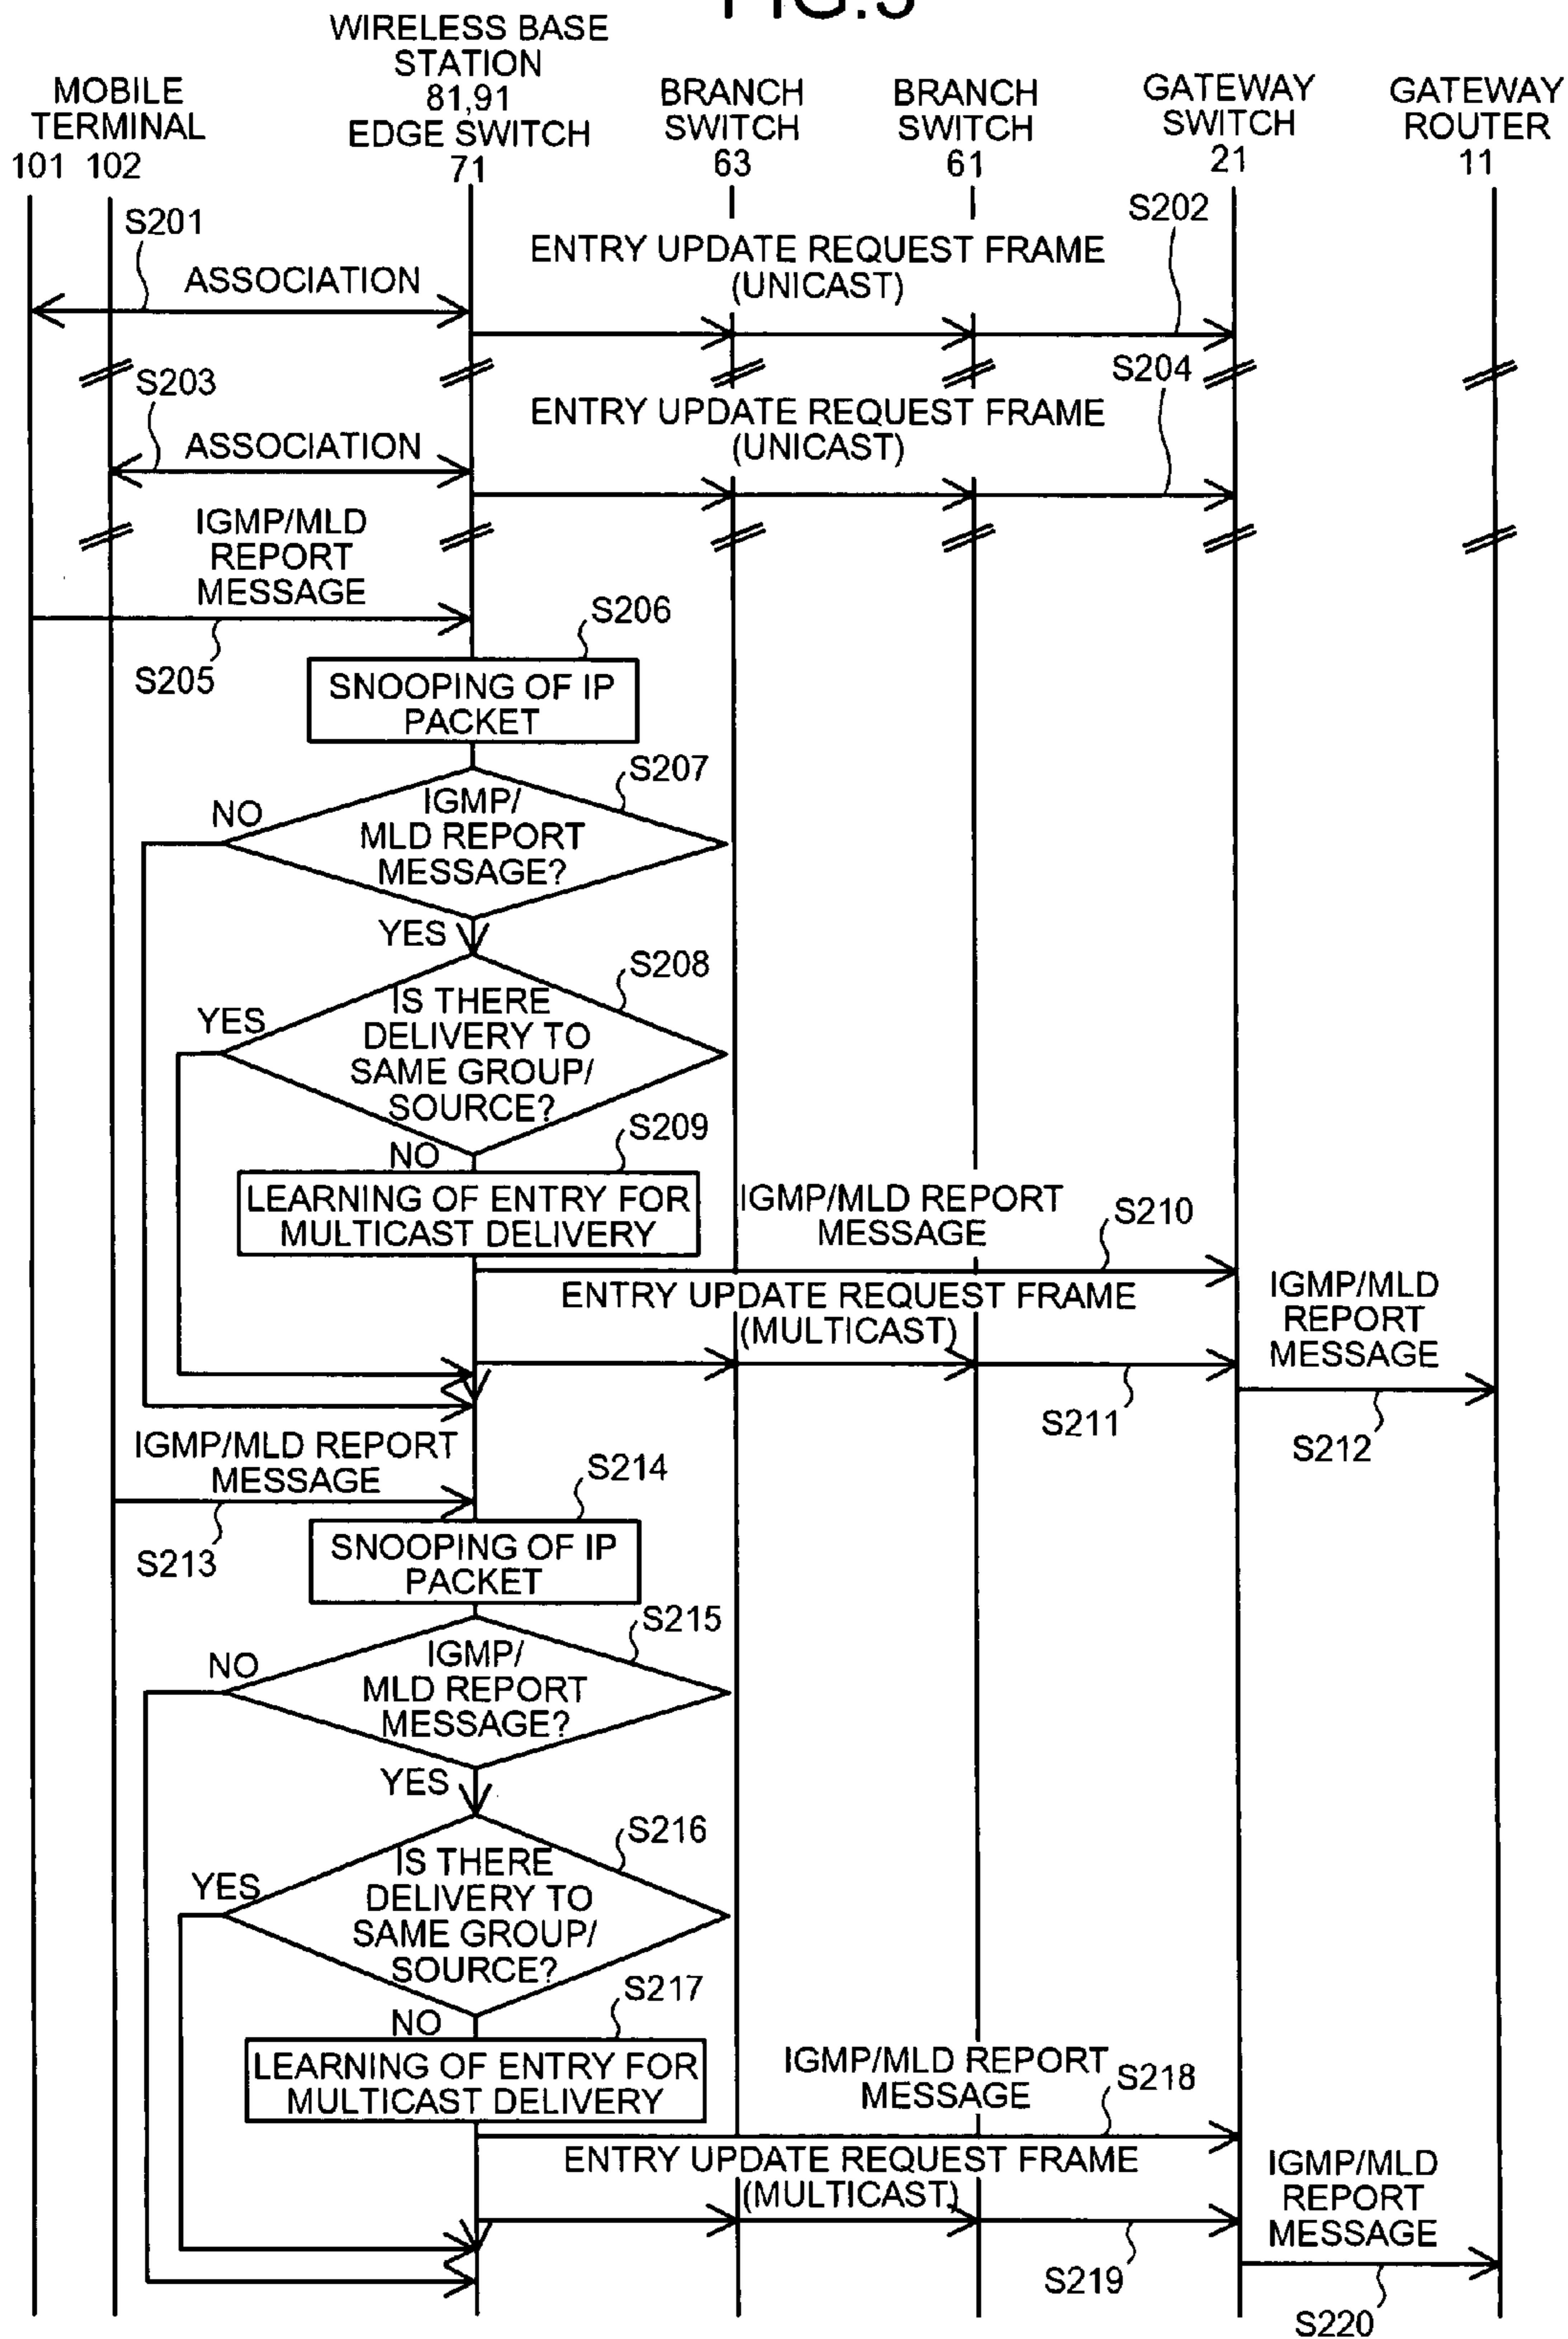 WIRELESS BASE
STATION
81,91
EDGE SWITCH
71
MOBILE
TERMINAL
101 102
BRANCH
SWITCH
63
BRANCH
SWITCH
61
GATEWAY
SWITCH
21
GATEWAY
ROUTER
11
S201
ASSOCIATION
ENTRY UPDATE REQUEST FRAME
(UNICAST)
S202
S203
ASSOCIATION
ENTRY UPDATE REQUEST FRAME
(UNICAST)
S204
IGMP/MLD
REPORT
MESSAGE
S205
S206
SNOOPING OF IP
PACKET
S207
NO
IGMP/
MLD REPORT
MESSAGE?
YES
S208
YES
IS THERE
DELIVERY TO
SAME GROUP/
SOURCE?
NO
S209
LEARNING OF ENTRY FOR
MULTICAST DELIVERY
IGMP/MLD REPORT
MESSAGE
S210
ENTRY UPDATE REQUEST FRAME
(MULTICAST)
S211
IGMP/MLD
REPORT
MESSAGE
S212
IGMP/MLD REPORT
MESSAGE
S213
S214
SNOOPING OF IP
PACKET
S215
NO
IGMP/
MLD REPORT
MESSAGE?
YES
S216
YES
IS THERE
DELIVERY TO
SAME GROUP/
SOURCE?
NO
S217
LEARNING OF ENTRY FOR
MULTICAST DELIVERY
IGMP/MLD REPORT
MESSAGE
S218
ENTRY UPDATE REQUEST FRAME
(MULTICAST)
S219
IGMP/MLD
REPORT
MESSAGE
S220